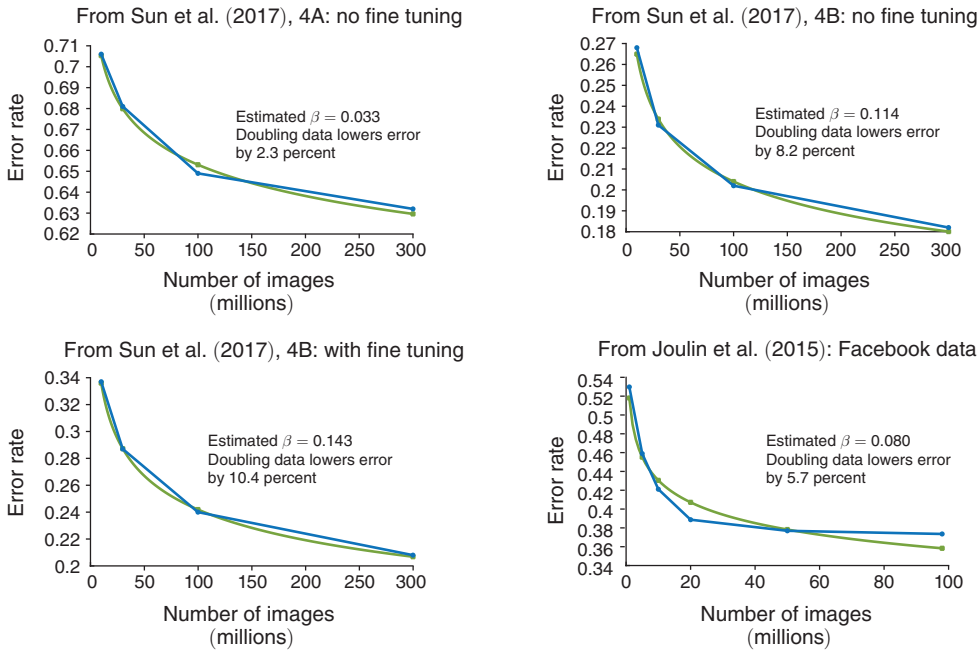 From Sun et al. (2017), 4A: no fine tuning
0.71
0.7
0.69
0.68
0.67
0.66
0.65
0.64
0.63
0.62
Error rate
Estimated β = 0.033
Doubling data lowers error
by 2.3 percent
0 50 100 150 200 250 300
Number of images
(millions)
From Sun et al. (2017), 4B: no fine tuning
0.27
0.26
0.25
0.24
0.23
0.22
0.21
0.2
0.19
0.18
Error rate
Estimated β = 0.114
Doubling data lowers error
by 8.2 percent
0 50 100 150 200 250 300
Number of images
(millions)
From Sun et al. (2017), 4B: with fine tuning
0.34
0.32
0.3
0.28
0.26
0.24
0.22
0.2
Error rate
Estimated β = 0.143
Doubling data lowers error
by 10.4 percent
0 50 100 150 200 250 300
Number of images
(millions)
From Joulin et al. (2015): Facebook data
0.54
0.52
0.5
0.48
0.46
0.44
0.42
0.4
0.38
0.36
0.34
Error rate
Estimated β = 0.080
Doubling data lowers error
by 5.7 percent
0 20 40 60 80 100
Number of images
(millions)